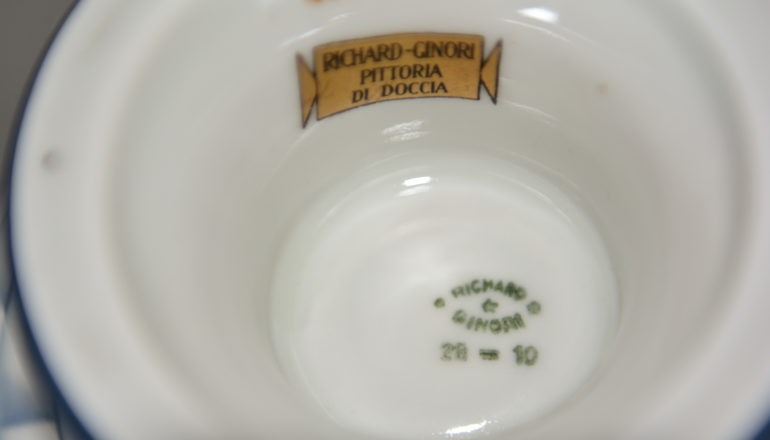 RICHARD-GINORI
PITTORIA
DI DOCCIA
RICHARD
&
GINORI
28 - 10